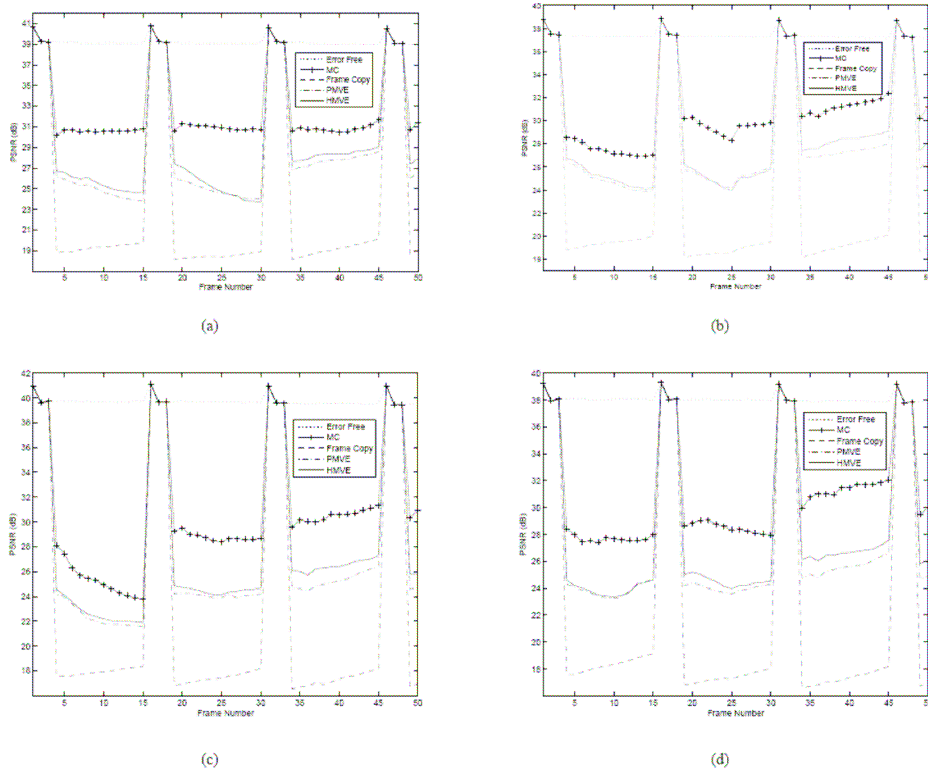 41
39
37
35
33
31
29
27
25
23
21
19
PSNR (dB)
5 10 15 20 25 30 35 40 45 50
Frame Number
Error Free
MC
Frame Copy
PMVE
HMVE
(a)
40
38
36
34
32
30
28
26
24
22
20
18
PSNR (dB)
5 10 15 20 25 30 35 40 45
Frame Number
Error Free
MC
Frame Copy
PMVE
HMVE
(b)
42
40
38
36
34
32
30
28
26
24
22
20
18
PSNR (dB)
5 10 15 20 25 30 35 40 45 50
Frame Number
Error Free
MC
Frame Copy
PMVE
HMVE
(c)
40
38
36
34
32
30
28
26
24
22
20
18
PSNR (dB)
5 10 15 20 25 30 35 40 45
Frame Number
Error Free
MC
Frame Copy
PMVE
HMVE
(d)